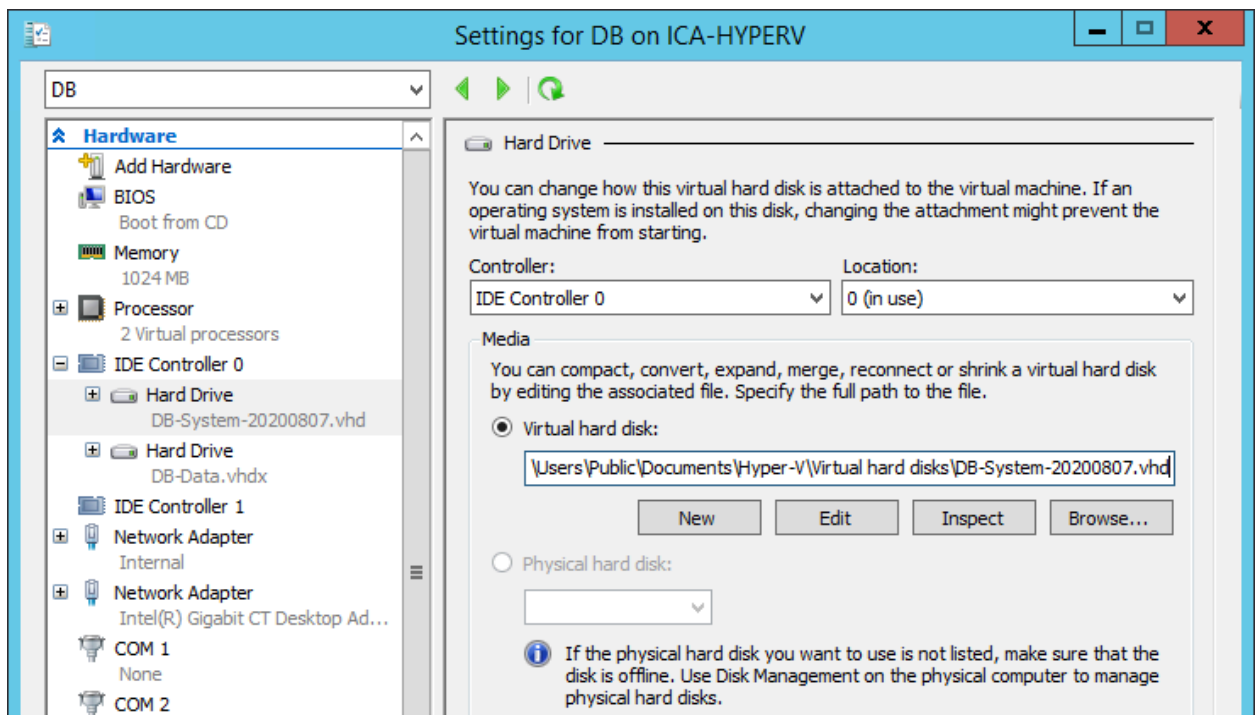 Settings for DB on ICA-HYPERV
X
DB
Hardware
Add Hardware
BIOS
Boot from CD
Memory
1024 MB
Processor
2 Virtual processors
IDE Controller 0
Hard Drive
DB-System-20200807.vhd
Hard Drive
DB-Data.vhdx
IDE Controller 1
Network Adapter
Internal
Network Adapter
Intel(R) Gigabit CT Desktop Ad...
COM 1
None
COM 2
Hard Drive
You can change how this virtual hard disk is attached to the virtual machine. If an
operating system is installed on this disk, changing the attachment might prevent the
virtual machine from starting.
Controller: Location:
IDE Controller 0 0 (in use)
Media
You can compact, convert, expand, merge, reconnect or shrink a virtual hard disk
by editing the associated file. Specify the full path to the file.
Virtual hard disk:
\Users\Public\Documents\Hyper-V\Virtual hard disks\DB-System-20200807.vhd
New Edit Inspect Browse...
Physical hard disk:
If the physical hard disk you want to use is not listed, make sure that the
disk is offline. Use Disk Management on the physical computer to manage
physical hard disks.